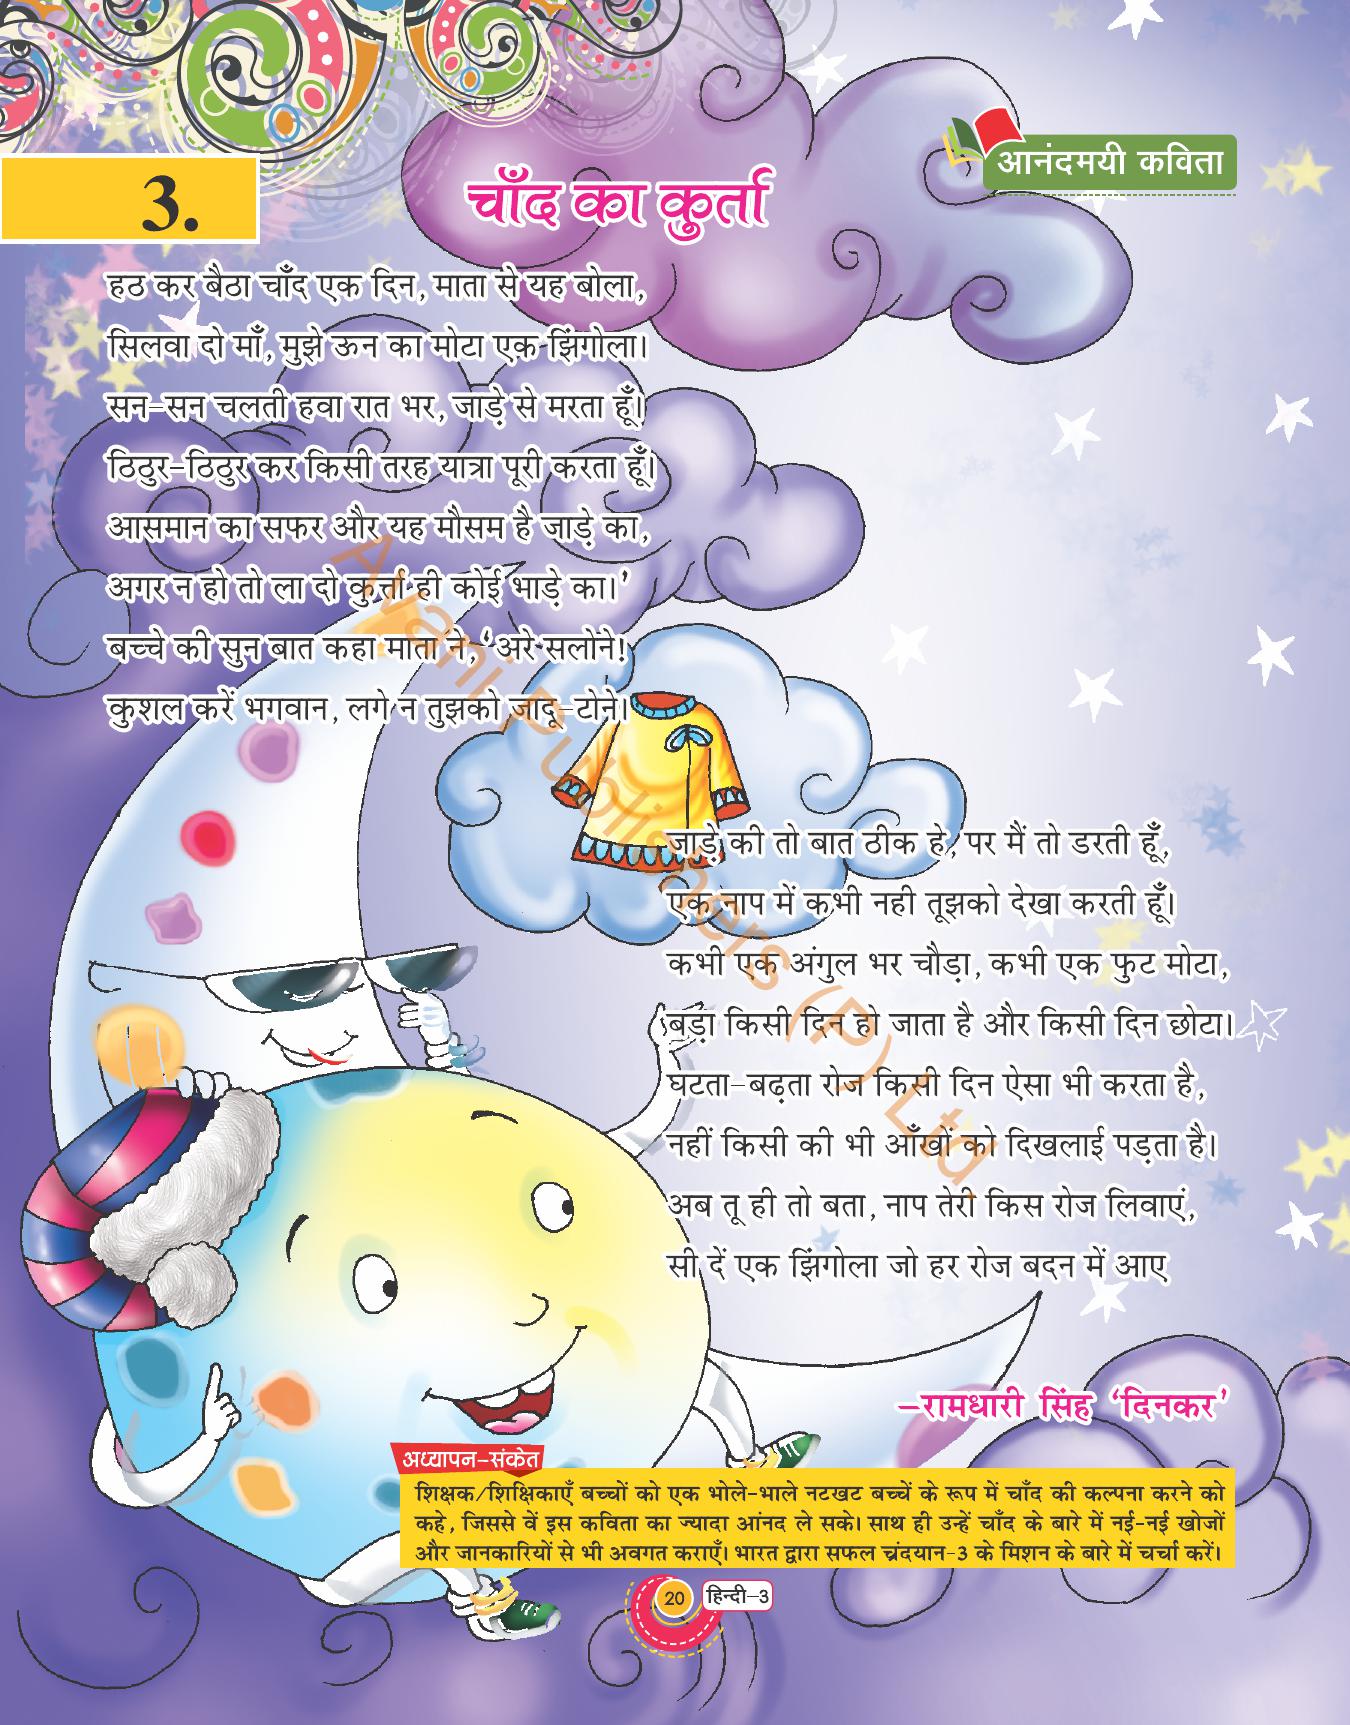 आनंदमयी कविता
3.
चाँद का कुर्ता
हठ कर बैठा चाँद एक दिन, माता से यह बोला,
सिलवा दो माँ, मुझे ऊन का मोटा एक झिंगोला।
सन-सन चलती हवा रात भर, जाड़े से मरता हूँ।
ठिठुर-ठिठुर कर किसी तरह यात्रा पूरी करता हूँ।
आसमान का सफर और यह मौसम है जाड़े का,
अगर न हो तो ला दो कुर्त्ता ही कोई भाड़े का।'
बच्चे की सुन बात कहा माता ने, 'अरे सलोने!
कुशल करें भगवान, लगे न तुझको जादू-टोने।
जाड़े की तो बात ठीक हे, पर मैं तो डरती हूँ,
एक नाप में कभी नही तूझको देखा करती हूँ।
कभी एक अंगुल भर चौड़ा, कभी एक फुट मोटा,
बड़ा किसी दिन हो जाता है और किसी दिन छोटा।
घटता-बढ़ता रोज किसी दिन ऐसा भी करता है,
नहीं किसी की भी आँखों को दिखलाई पड़ता है।
अब तू ही तो बता, नाप तेरी किस रोज लिवाएं,
सी दें एक झिंगोला जो हर रोज बदन में आए
-रामधारी सिंह 'दिनकर'
अध्यापन-संकेत
शिक्षक/शिक्षिकाएँ बच्चों को एक भोले-भाले नटखट बच्चें के रूप में चाँद की कल्पना करने को
कहे, जिससे वें इस कविता का ज्यादा आंनद ले सके। साथ ही उन्हें चाँद के बारे में नई-नई खोजों
और जानकारियों से भी अवगत कराएँ। भारत द्वारा सफल चं्रदयान-3 के मिशन के बारे में चर्चा करें।
20 हिन्दी-3
Avani Publishers (P) Ltd.